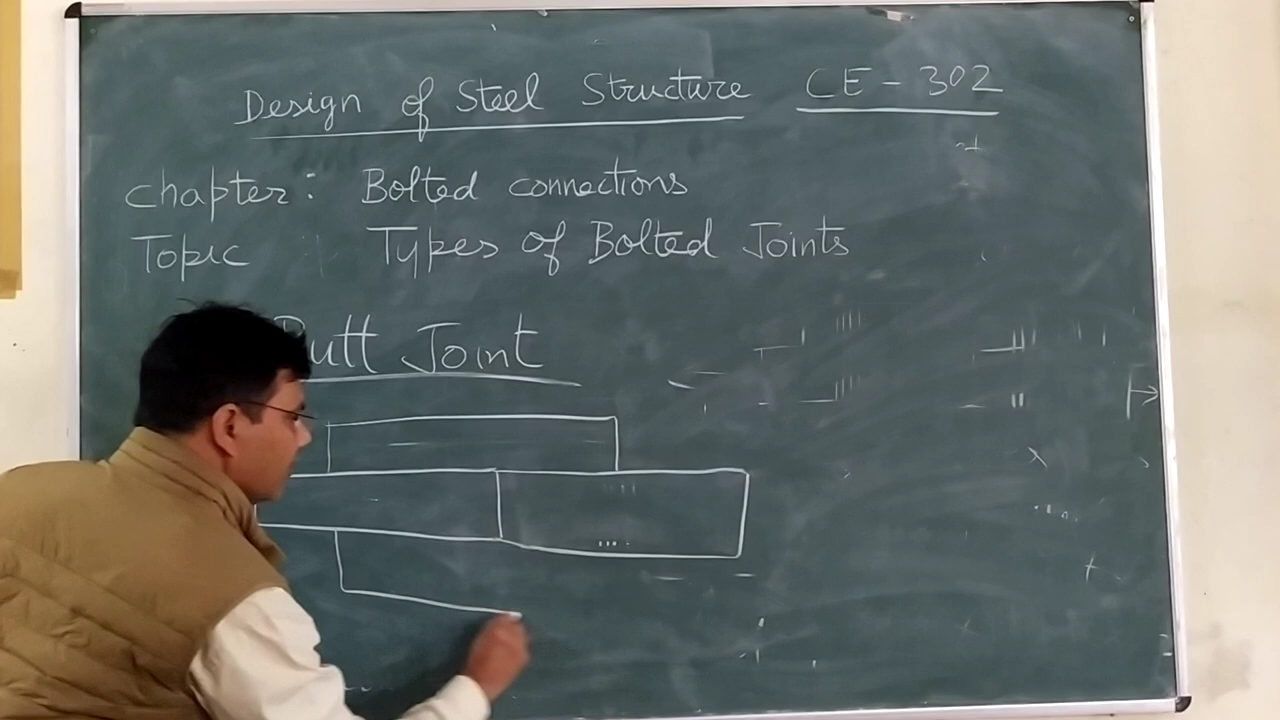 Design of Steel Structure CE - 302
Chapter: Bolted connections
Topic : Types of Bolted Joints
Butt Joint